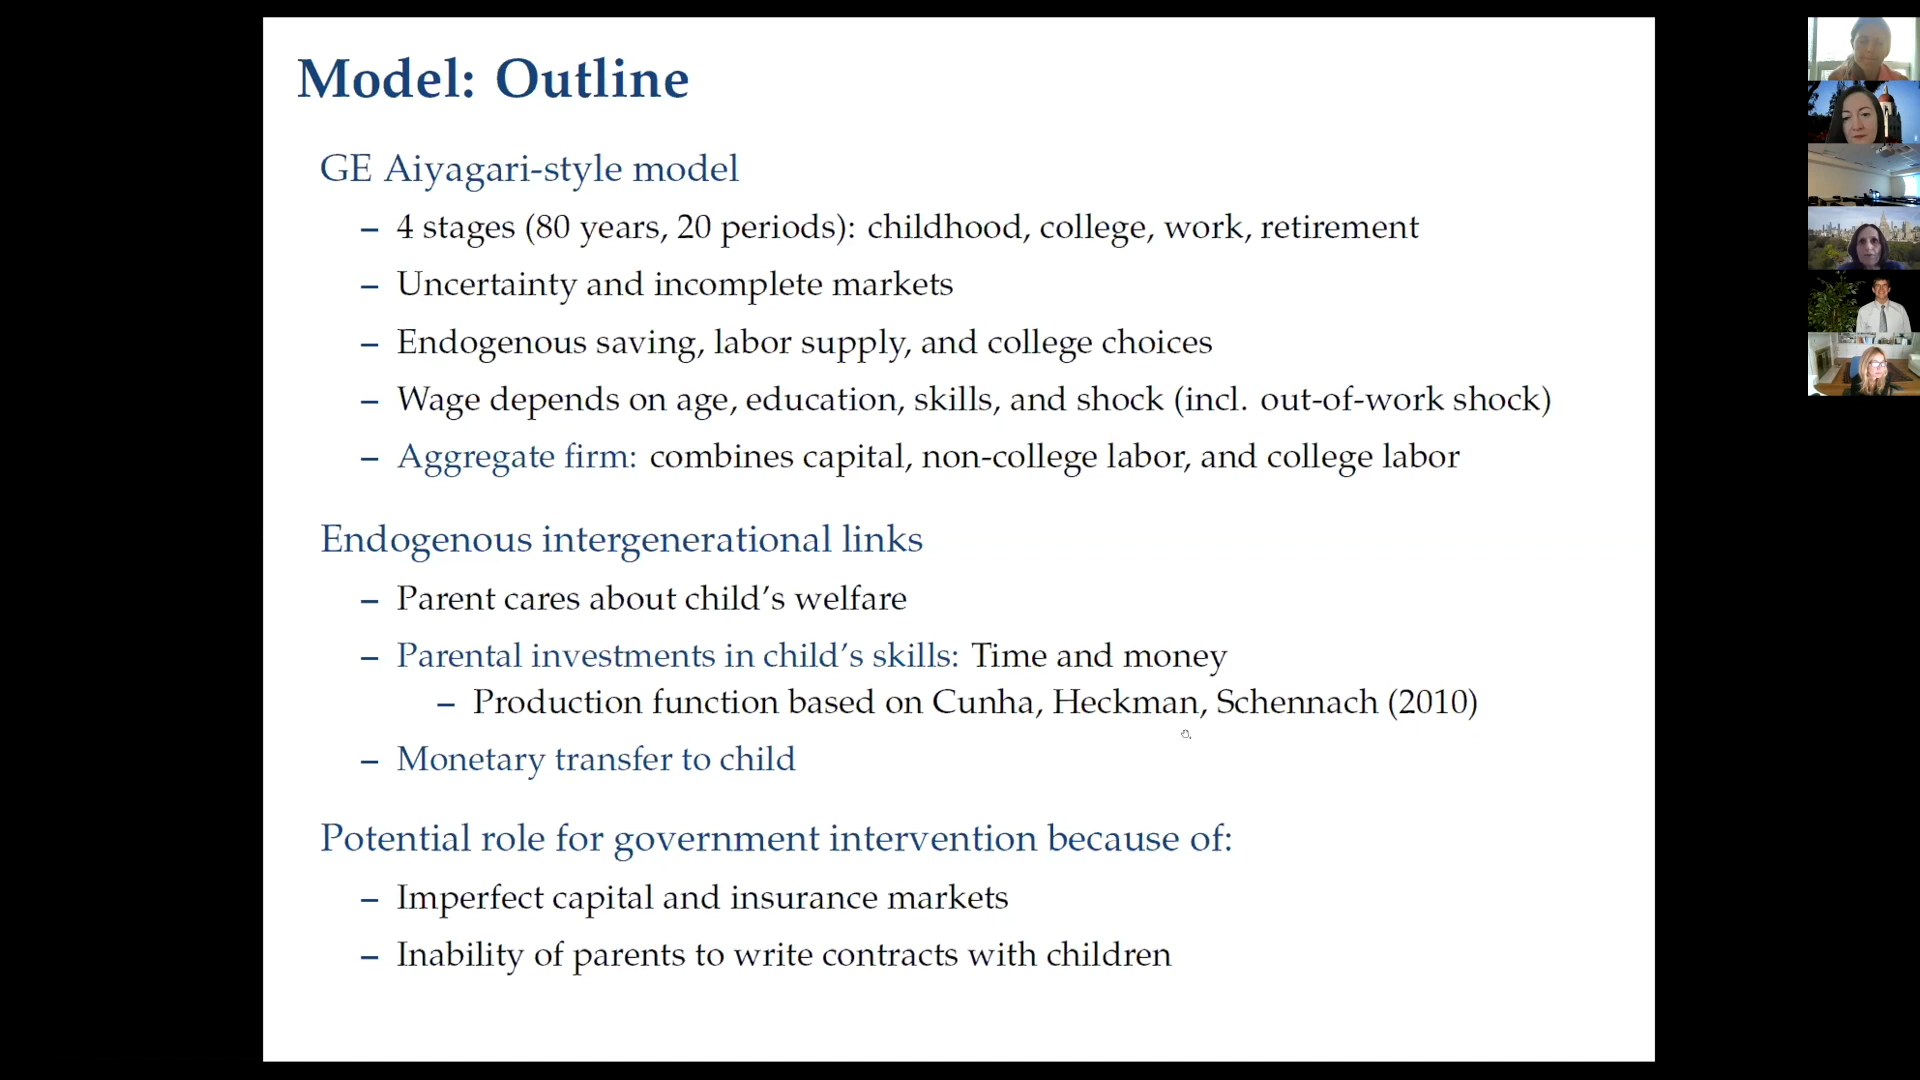 Model: Outline
GE Aiyagari-style model
– 4 stages (80 years, 20 periods): childhood, college, work, retirement
– Uncertainty and incomplete markets
– Endogenous saving, labor supply, and college choices
– Wage depends on age, education, skills, and shock (incl. out-of-work shock)
– Aggregate firm: combines capital, non-college labor, and college labor
Endogenous intergenerational links
– Parent cares about child's welfare
– Parental investments in child's skills: Time and money
– Production function based on Cunha, Heckman, Schennach (2010)
– Monetary transfer to child
Potential role for government intervention because of:
– Imperfect capital and insurance markets
– Inability of parents to write contracts with children